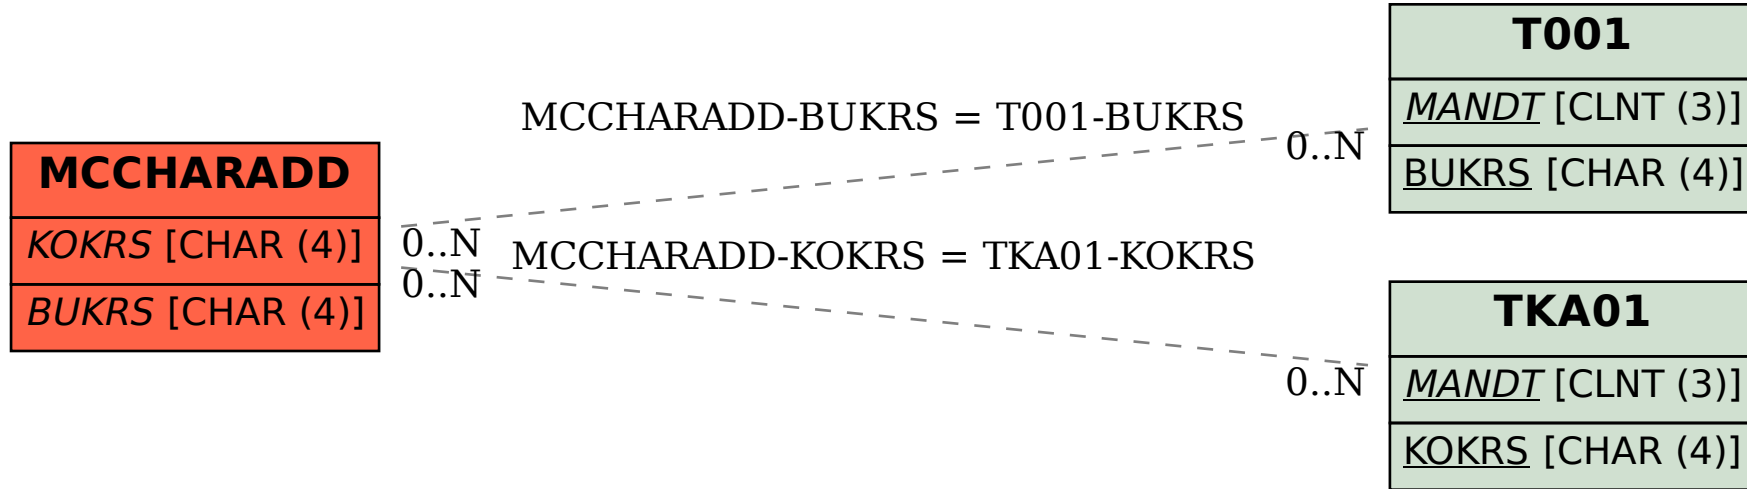 MCCHARADD
KOKRS [CHAR (4)]
BUKRS [CHAR (4)]
MCCHARADD-BUKRS = T001-BUKRS
0..N
0..N
MCCHARADD-KOKRS = TKA01-KOKRS
0..N
0..N
T001
MANDT [CLNT (3)]
BUKRS [CHAR (4)]
TKA01
MANDT [CLNT (3)]
KOKRS [CHAR (4)]